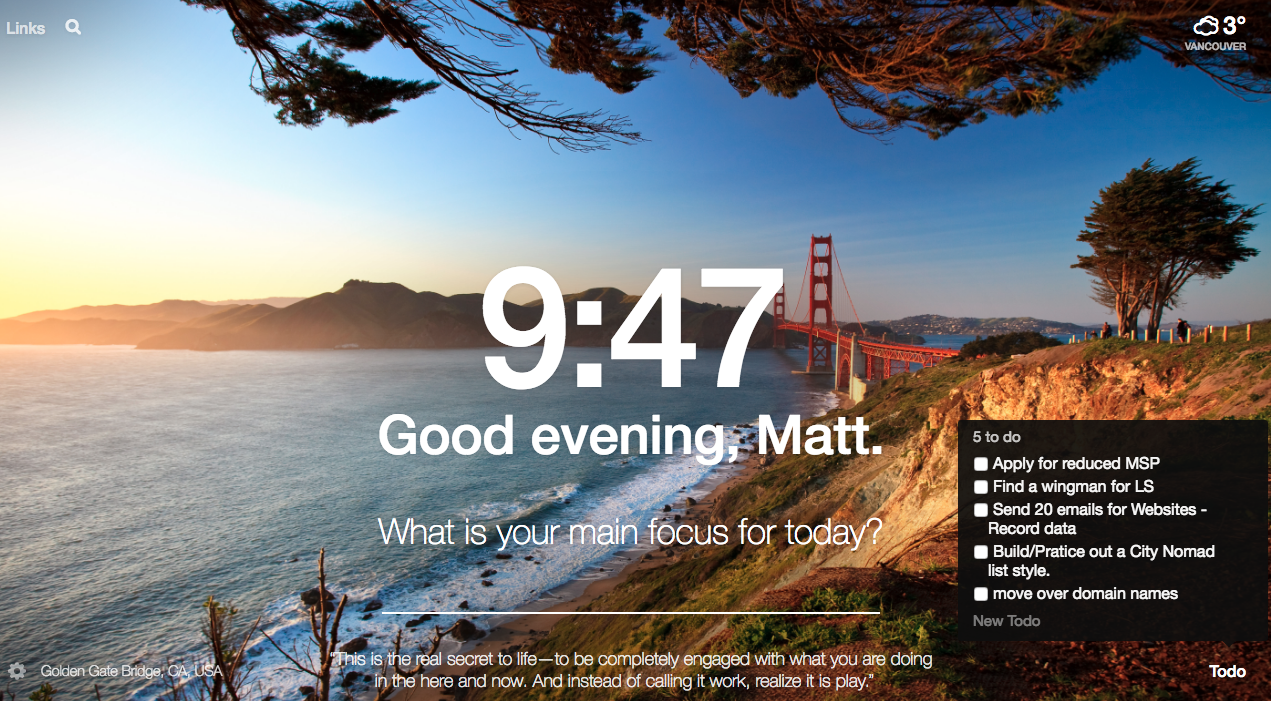 Links
3°
VANCOUVER
9:47
Good evening, Matt.
What is your main focus for today?
5 to do
Apply for reduced MSP
Find a wingman for LS
Send 20 emails for Websites -
Record data
Build/Pratice out a City Nomad
list style.
move over domain names
New Todo
Golden Gate Bridge, CA, USA
“This is the real secret to life—to be completely engaged with what you are doing
in the here and now. And instead of calling it work, realize it is play.”
Todo